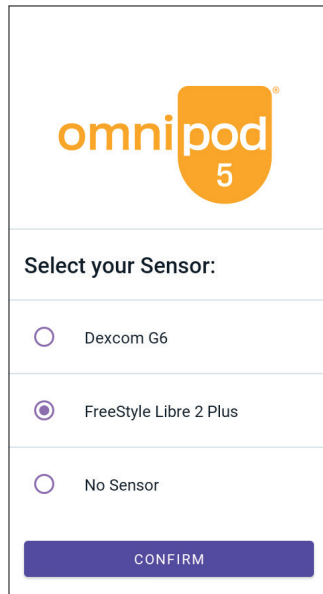 omnipod®
5
Select your Sensor:
Dexcom G6
FreeStyle Libre 2 Plus
No Sensor
CONFIRM